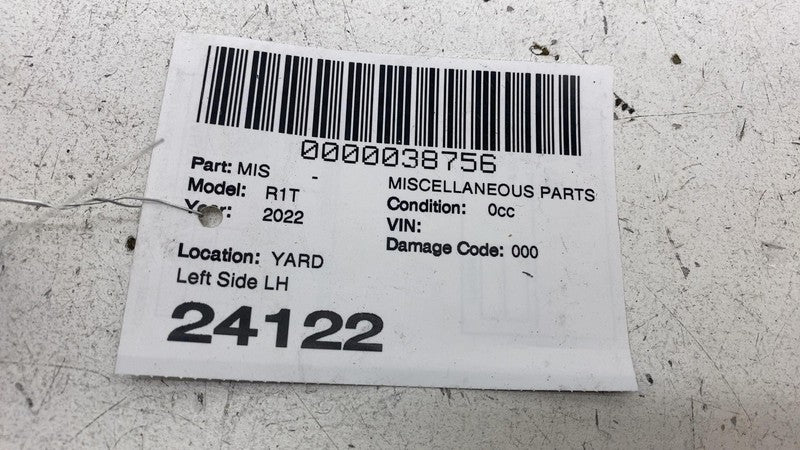 0000038756
Part: MIS -
MISCELLANEOUS PARTS
Model: R1T
Condition: 0cc
Year: 2022
VIN:
Damage Code: 000
Location: YARD
Left Side LH
24122